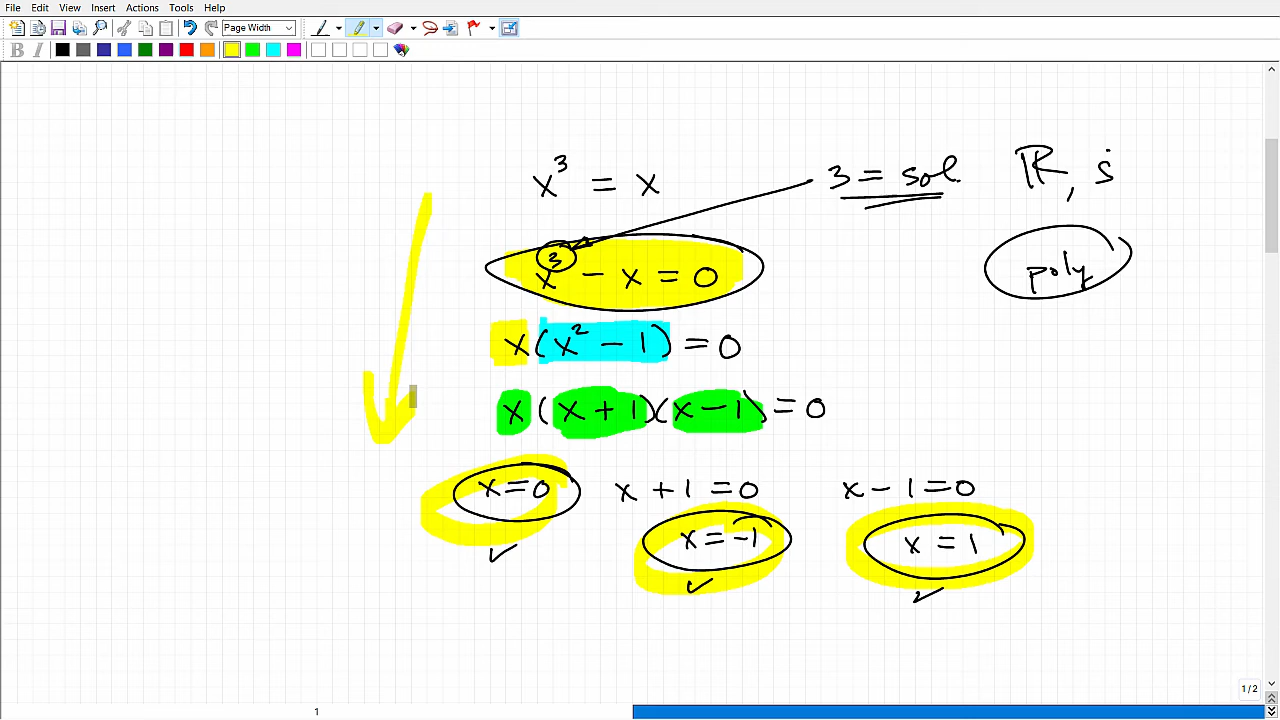 File Edit View Insert Actions Tools Help
Page Width
B I
x³ = x
3 = sol.
ℝ, i
x³ − x = 0
poly
x(x² − 1) = 0
x(x + 1)(x − 1) = 0
x = 0 x + 1 = 0 x − 1 = 0
x = −1 x = 1
1/2
1